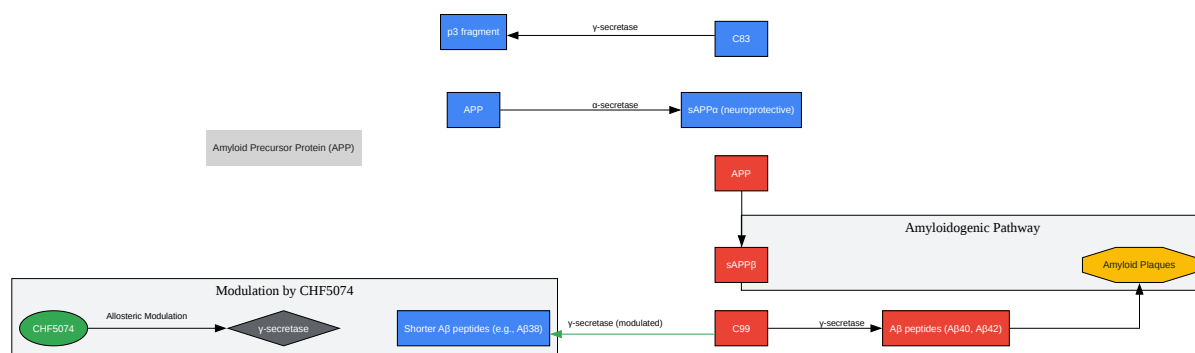 γ-secretase
p3 fragment
C83
α-secretase
APP
sAPPα (neuroprotective)
Amyloid Precursor Protein (APP)
APP
Amyloidogenic Pathway
sAPPβ
Amyloid Plaques
Modulation by CHF5074
Allosteric Modulation
CHF5074
γ-secretase
Shorter Aβ peptides (e.g., Aβ38)
γ-secretase (modulated)
C99
γ-secretase
Aβ peptides (Aβ40, Aβ42)